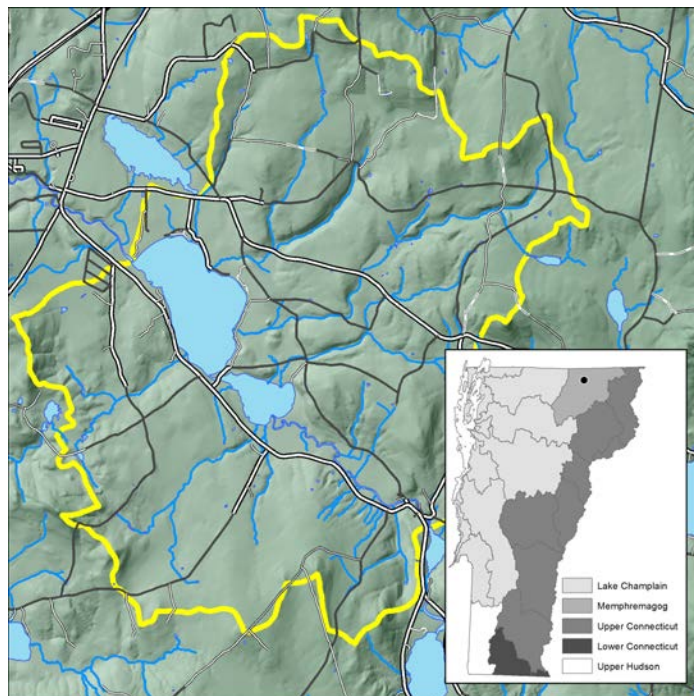 Lake Champlain
Memphremagog
Upper Connecticut
Lower Connecticut
Upper Hudson